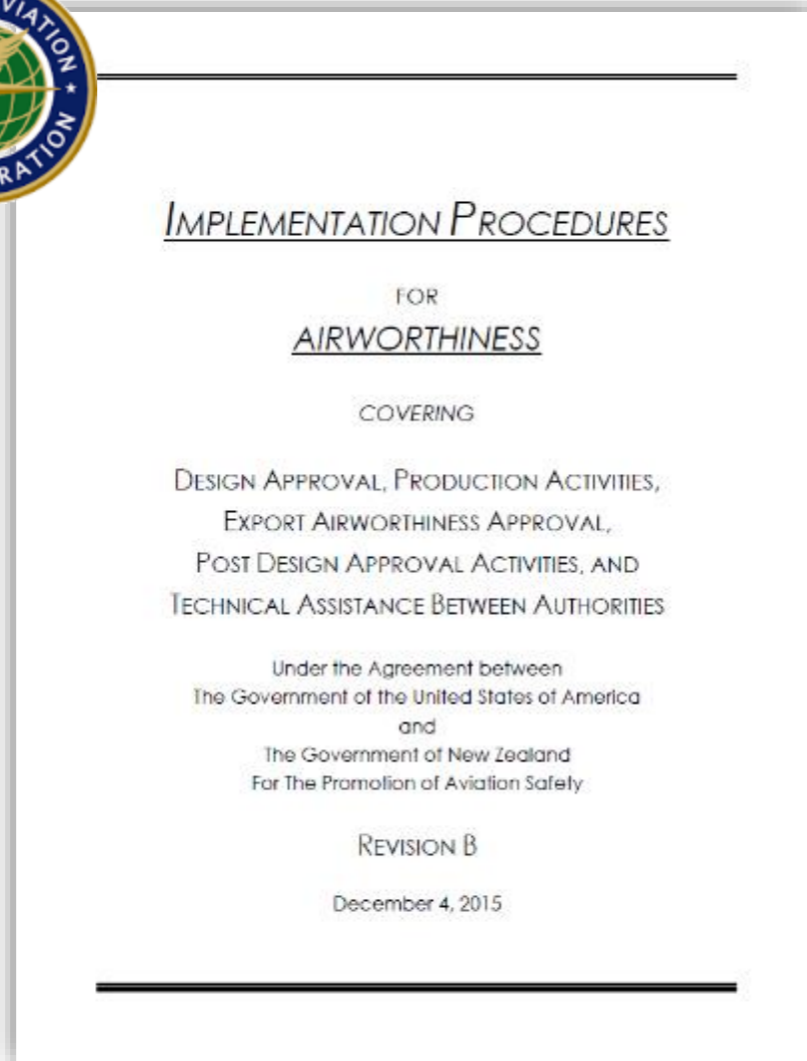 AVIATION
RATION
IMPLEMENTATION PROCEDURES
FOR
AIRWORTHINESS
COVERING
DESIGN APPROVAL, PRODUCTION ACTIVITIES,
EXPORT AIRWORTHINESS APPROVAL,
POST DESIGN APPROVAL ACTIVITIES, AND
TECHNICAL ASSISTANCE BETWEEN AUTHORITIES
Under the Agreement between
The Government of the United States of America
and
The Government of New Zealand
For The Promotion of Aviation Safety
REVISION B
December 4, 2015